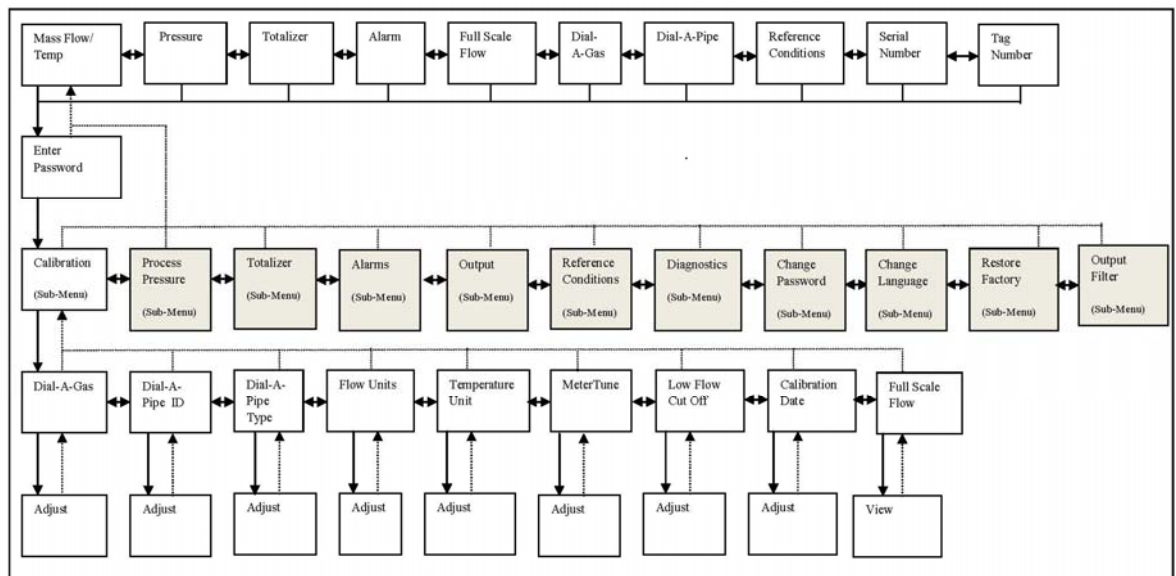 Mass Flow/
Temp
Pressure
Totalizer
Alarm
Full Scale
Flow
Dial-
A-Gas
Dial-A-Pipe
Reference
Conditions
Serial
Number
Tag
Number
Enter
Password
Calibration
(Sub-Menu)
Process
Pressure
(Sub-Menu)
Totalizer
(Sub-Menu)
Alarms
(Sub-Menu)
Output
(Sub-Menu)
Reference
Conditions
(Sub-Menu)
Diagnostics
(Sub-Menu)
Change
Password
(Sub-Menu)
Change
Language
(Sub-Menu)
Restore
Factory
(Sub-Menu)
Output
Filter
(Sub-Menu)
Dial-A-Gas
Dial-A-
Pipe ID
Dial-A-
Pipe
Type
Flow Units
Temperature
Unit
MeterTune
Low Flow
Cut Off
Calibration
Date
Full Scale
Flow
Adjust
Adjust
Adjust
Adjust
Adjust
Adjust
Adjust
Adjust
View